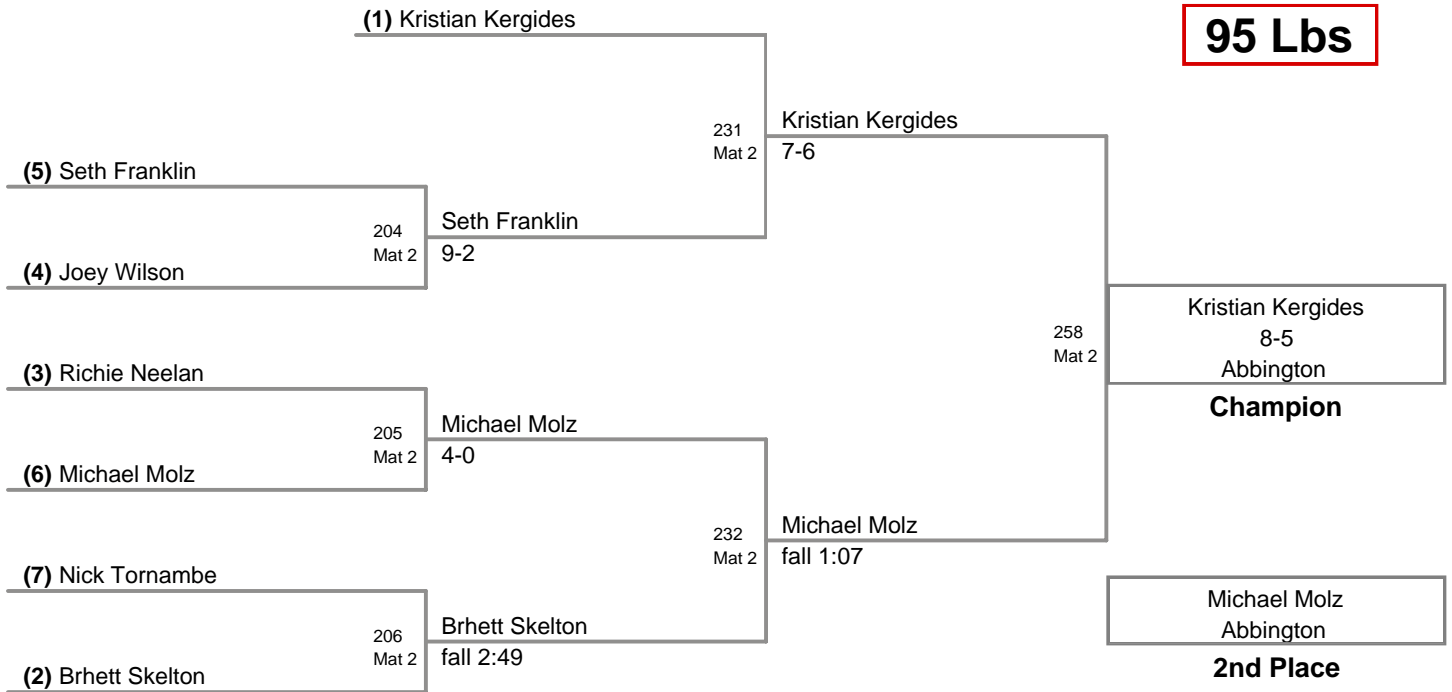 (1) Kristian Kergides
95 Lbs
231
Mat 2
Kristian Kergides
7-6
(5) Seth Franklin
204
Mat 2
Seth Franklin
9-2
(4) Joey Wilson
258
Mat 2
Kristian Kergides
8-5
Abbington
Champion
(3) Richie Neelan
205
Mat 2
Michael Molz
4-0
(6) Michael Molz
232
Mat 2
Michael Molz
fall 1:07
(7) Nick Tornambe
206
Mat 2
Brhett Skelton
fall 2:49
(2) Brhett Skelton
Michael Molz
Abbington
2nd Place